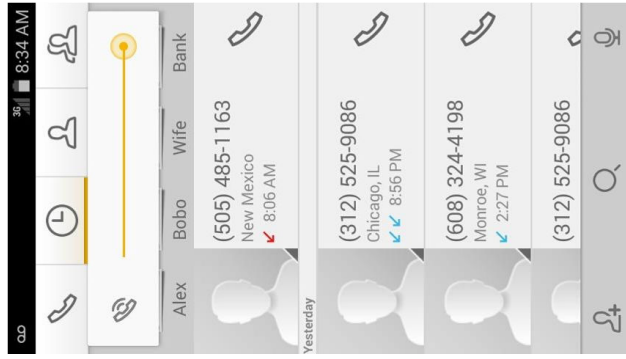 3G 8:34 AM
Alex Bobo Wife Bank
(505) 485-1163
New Mexico
8:06 AM
Yesterday
(312) 525-9086
Chicago, IL
8:56 PM
(608) 324-4198
Monroe, WI
2:27 PM
(312) 525-9086